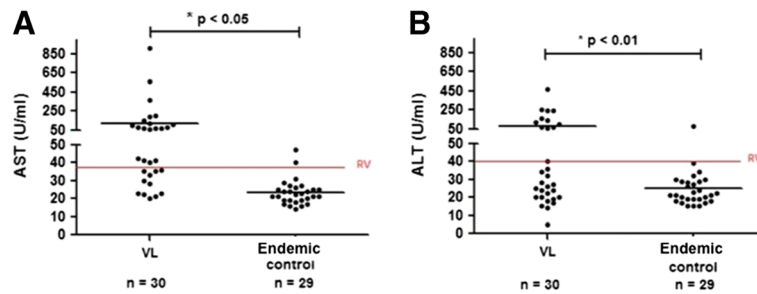 A
* p < 0.05
AST (U/ml)
850
650
450
250
50
50
40
30
20
10
0
RV
VL
Endemic
control
n = 30
n = 29
B
* p < 0.01
ALT (U/ml)
850
650
450
250
50
50
40
30
20
10
0
RV
VL
Endemic
control
n = 30
n = 29